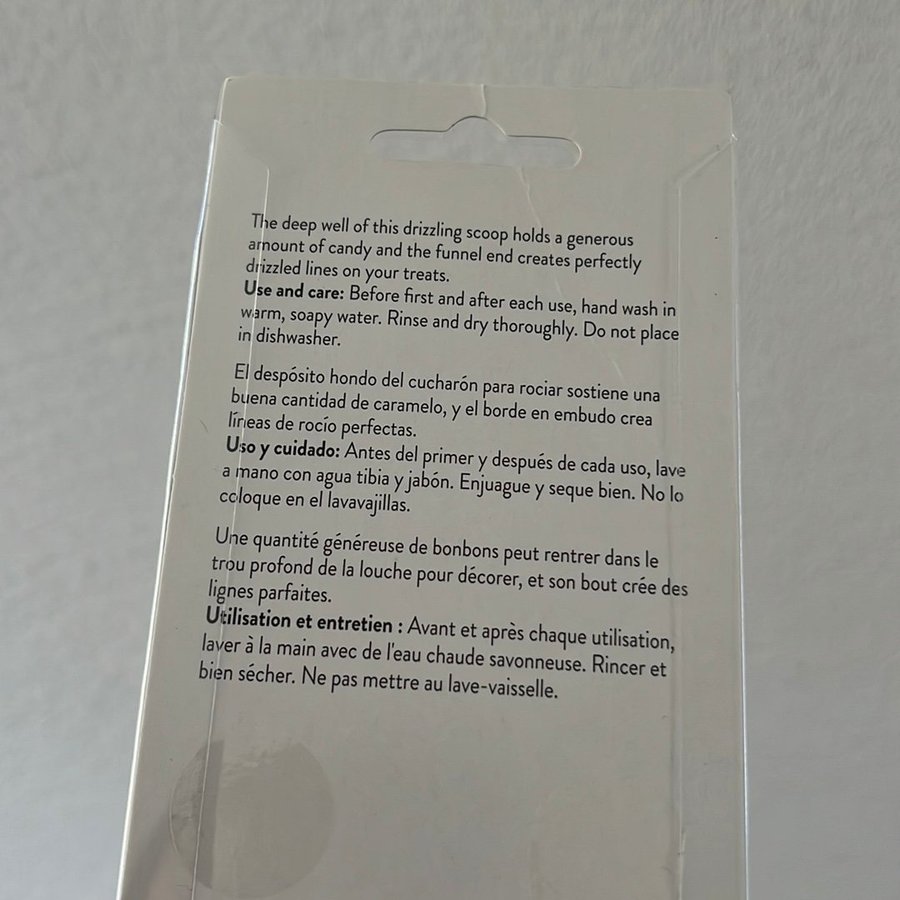 The deep well of this drizzling scoop holds a generous
amount of candy and the funnel end creates perfectly
drizzled lines on your treats.
Use and care: Before first and after each use, hand wash in
warm, soapy water. Rinse and dry thoroughly. Do not place
in dishwasher.
El despósito hondo del cucharón para rociar sostiene una
buena cantidad de caramelo, y el borde en embudo crea
líneas de rocío perfectas.
Uso y cuidado: Antes del primer y después de cada uso, lave
a mano con agua tibia y jabón. Enjuague y seque bien. No lo
coloque en el lavavajillas.
Une quantité généreuse de bonbons peut rentrer dans le
trou profond de la louche pour décorer, et son bout crée des
lignes parfaites.
Utilisation et entretien : Avant et après chaque utilisation,
laver à la main avec de l'eau chaude savonneuse. Rincer et
bien sécher. Ne pas mettre au lave-vaisselle.